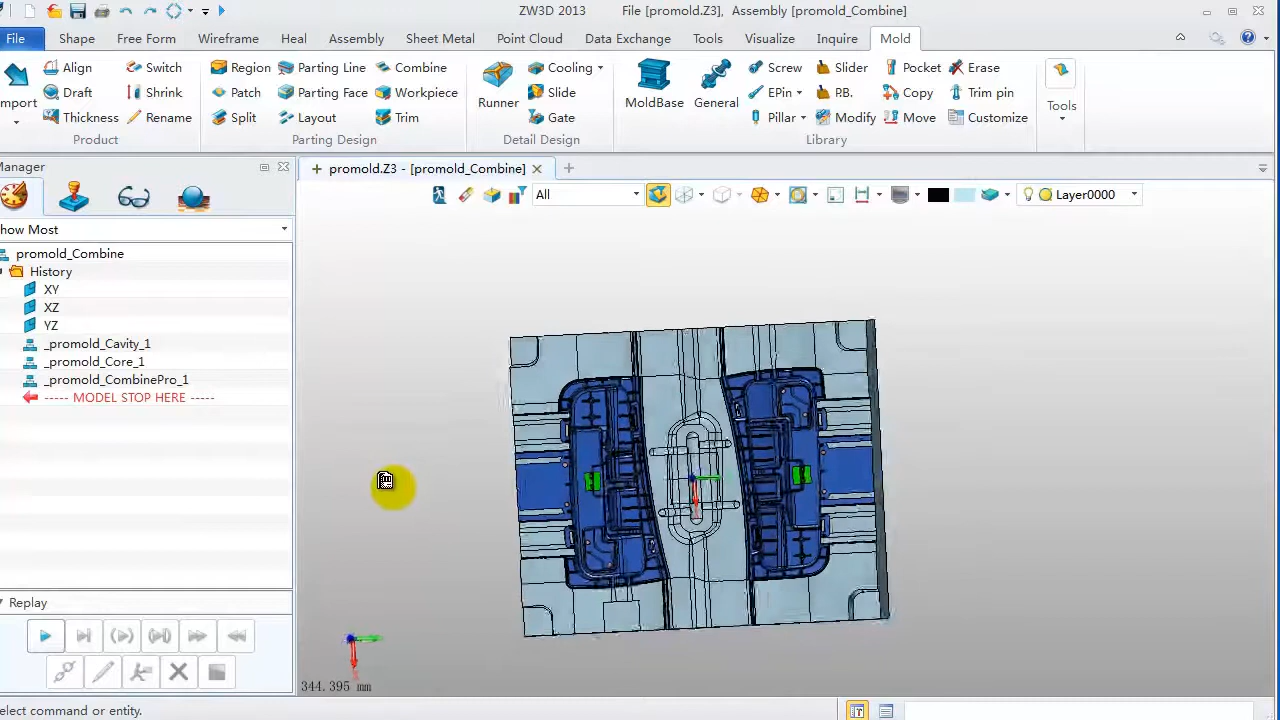 ZW3D 2013 File [promold.Z3], Assembly [promold_Combine]
File Shape Free Form Wireframe Heal Assembly Sheet Metal Point Cloud Data Exchange Tools Visualize Inquire Mold
Align Switch Region Parting Line Combine Cooling Screw Slider Pocket Erase
mport Draft Shrink Patch Parting Face Workpiece Runner Slide MoldBase General EPin RB. Copy Trim pin Tools
Thickness Renam Split Layout Trim Gate Pillar Modify Move Customize
Product Parting Design Detail Design Library
Manager
promold.Z3 - [promold_Combine]
All
Layer0000
how Most
promold_Combine
History
XY
XZ
YZ
_promold_Cavity_1
_promold_Core_1
_promold_CombinePro_1
----- MODEL STOP HERE -----
Replay
344.395 mm
elect command or entity.